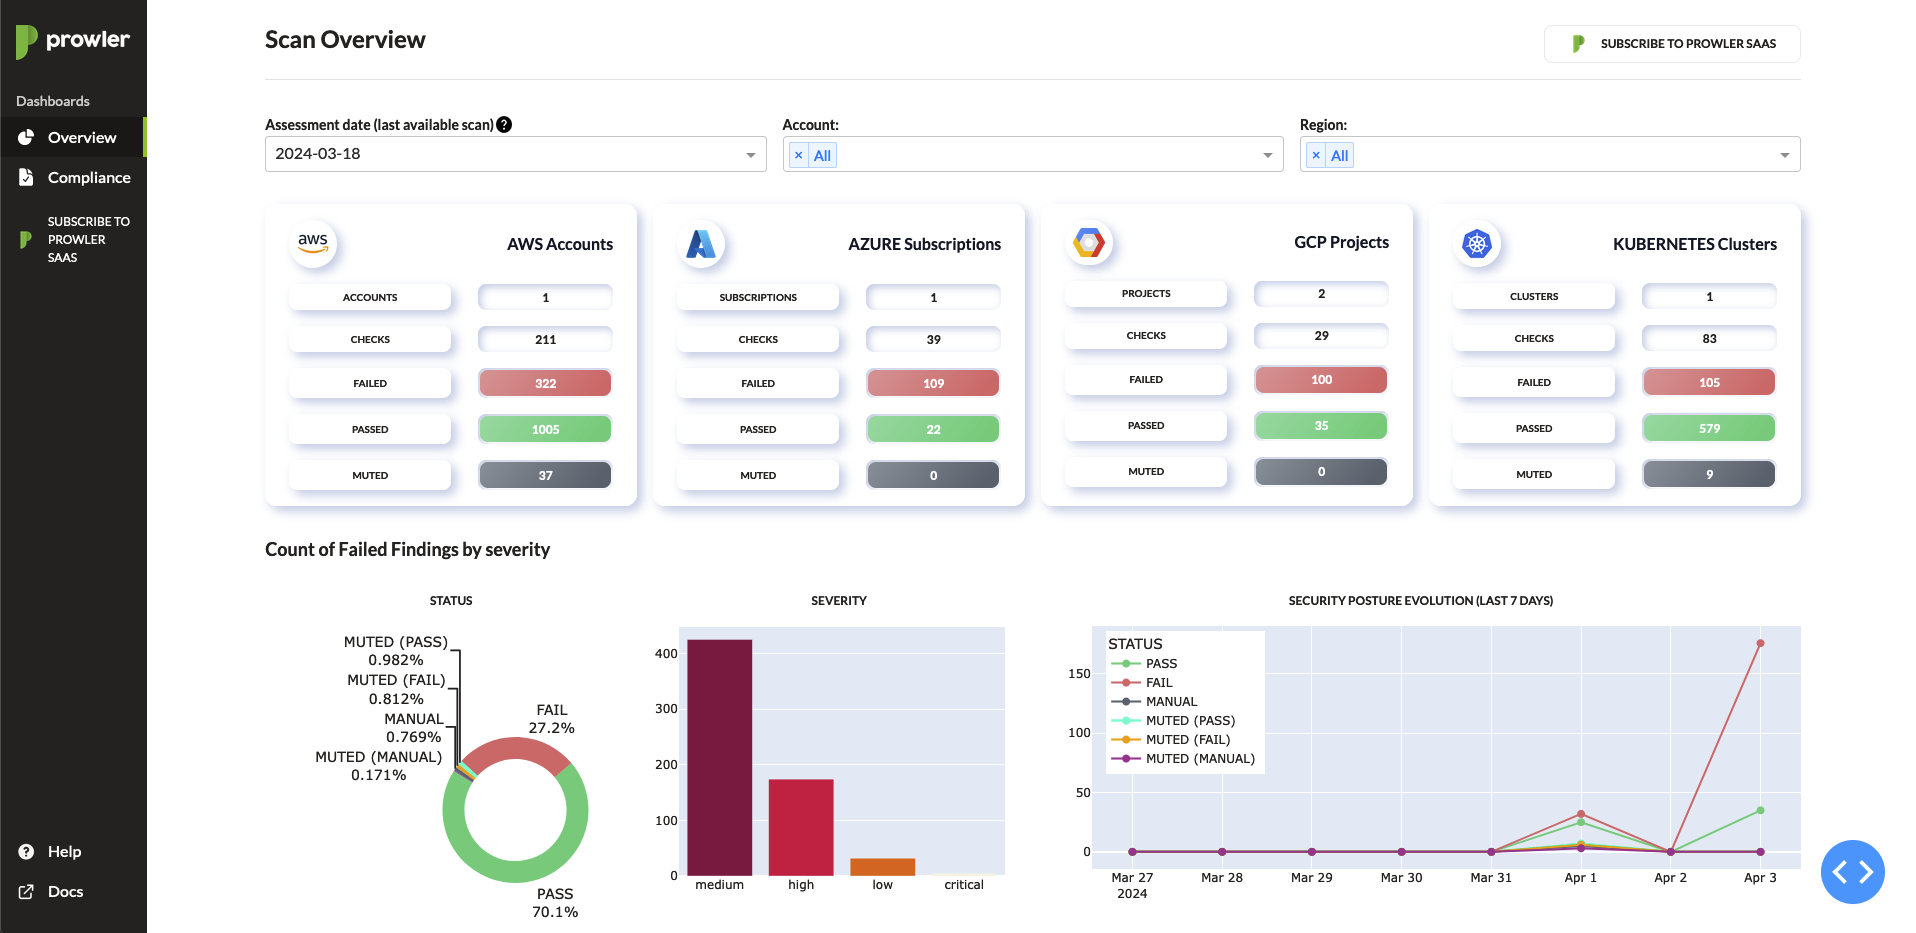 prowler
Dashboards
Overview
Compliance
SUBSCRIBE TO
PROWLER
SAAS
Help
Docs
Scan Overview
SUBSCRIBE TO PROWLER SAAS
Assessment date (last available scan) ?
2024-03-18
Account:
× All
Region:
× All
aws
AWS Accounts
ACCOUNTS 1
CHECKS 211
FAILED 322
PASSED 1005
MUTED 37
AZURE Subscriptions
SUBSCRIPTIONS 1
CHECKS 39
FAILED 109
PASSED 22
MUTED 0
GCP Projects
PROJECTS 2
CHECKS 29
FAILED 100
PASSED 35
MUTED 0
KUBERNETES Clusters
CLUSTERS 1
CHECKS 83
FAILED 105
PASSED 579
MUTED 9
Count of Failed Findings by severity
STATUS
MUTED (PASS)
0.982%
MUTED (FAIL)
0.812%
MANUAL
0.769%
MUTED (MANUAL)
0.171%
FAIL
27.2%
PASS
70.1%
SEVERITY
400
300
200
100
0
medium high low critical
SECURITY POSTURE EVOLUTION (LAST 7 DAYS)
STATUS
PASS
FAIL
MANUAL
MUTED (PASS)
MUTED (FAIL)
MUTED (MANUAL)
150
100
50
0
Mar 27 Mar 28 Mar 29 Mar 30 Mar 31 Apr 1 Apr 2 Apr 3
2024